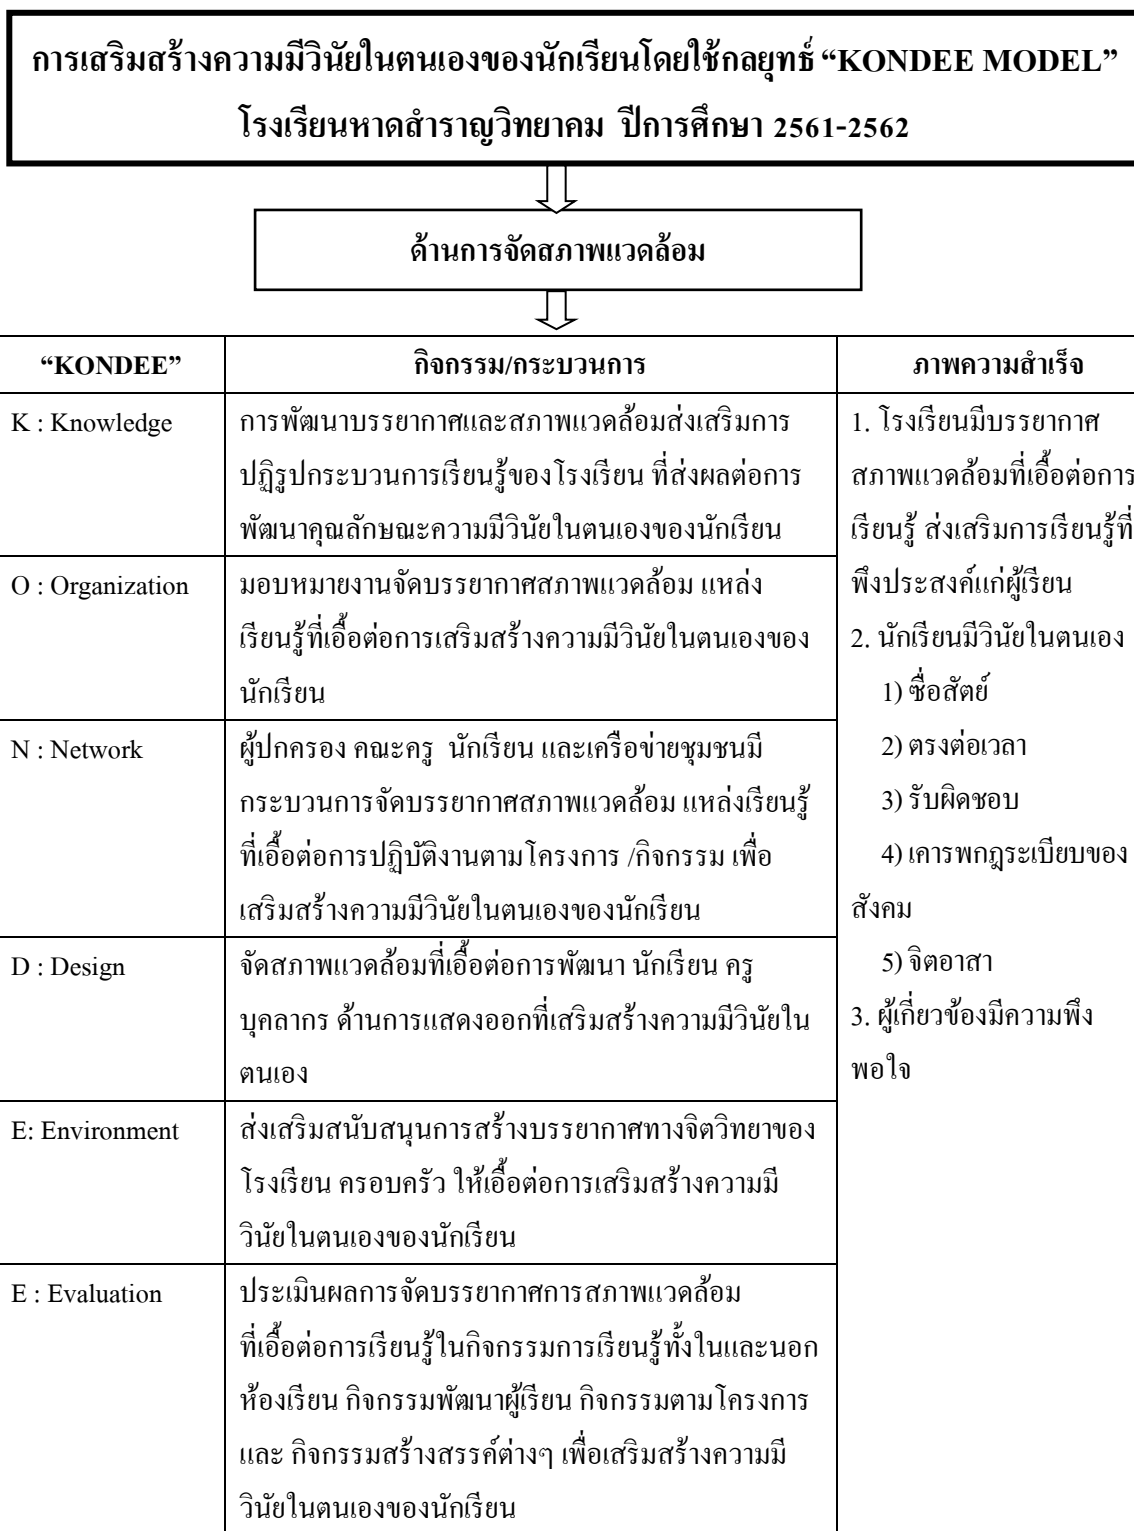 การเสริมสร้างความมีวินัยในตนเองของนักเรียนโดยใช้กลยุทธ์ “KONDEE MODEL”
โรงเรียนหาดสำราญวิทยาคม ปีการศึกษา 2561-2562
ด้านการจัดสภาพแวดล้อม
“KONDEE”
กิจกรรม/กระบวนการ
ภาพความสำเร็จ
K : Knowledge
การพัฒนาบรรยากาศและสภาพแวดล้อมส่งเสริมการ
ปฏิรูปกระบวนการเรียนรู้ของโรงเรียน ที่ส่งผลต่อการ
พัฒนาคุณลักษณะความมีวินัยในตนเองของนักเรียน
O : Organization
มอบหมายงานจัดบรรยากาศสภาพแวดล้อม แหล่ง
เรียนรู้ที่เอื้อต่อการเสริมสร้างความมีวินัยในตนเองของ
นักเรียน
N : Network
ผู้ปกครอง คณะครู นักเรียน และเครือข่ายชุมชนมี
กระบวนการจัดบรรยากาศสภาพแวดล้อม แหล่งเรียนรู้
ที่เอื้อต่อการปฏิบัติงานตามโครงการ /กิจกรรม เพื่อ
เสริมสร้างความมีวินัยในตนเองของนักเรียน
D : Design
จัดสภาพแวดล้อมที่เอื้อต่อการพัฒนา นักเรียน ครู
บุคลากร ด้านการแสดงออกที่เสริมสร้างความมีวินัยใน
ตนเอง
E: Environment
ส่งเสริมสนับสนุนการสร้างบรรยากาศทางจิตวิทยาของ
โรงเรียน ครอบครัว ให้เอื้อต่อการเสริมสร้างความมี
วินัยในตนเองของนักเรียน
E : Evaluation
ประเมินผลการจัดบรรยากาศการสภาพแวดล้อม
ที่เอื้อต่อการเรียนรู้ในกิจกรรมการเรียนรู้ทั้งในและนอก
ห้องเรียน กิจกรรมพัฒนาผู้เรียน กิจกรรมตามโครงการ
และ กิจกรรมสร้างสรรค์ต่างๆ เพื่อเสริมสร้างความมี
วินัยในตนเองของนักเรียน
1. โรงเรียนมีบรรยากาศ
สภาพแวดล้อมที่เอื้อต่อการ
เรียนรู้ ส่งเสริมการเรียนรู้ที่
พึงประสงค์แก่ผู้เรียน
2. นักเรียนมีวินัยในตนเอง
1) ซื่อสัตย์
2) ตรงต่อเวลา
3) รับผิดชอบ
4) เคารพกฎระเบียบของ
สังคม
5) จิตอาสา
3. ผู้เกี่ยวข้องมีความพึง
พอใจ